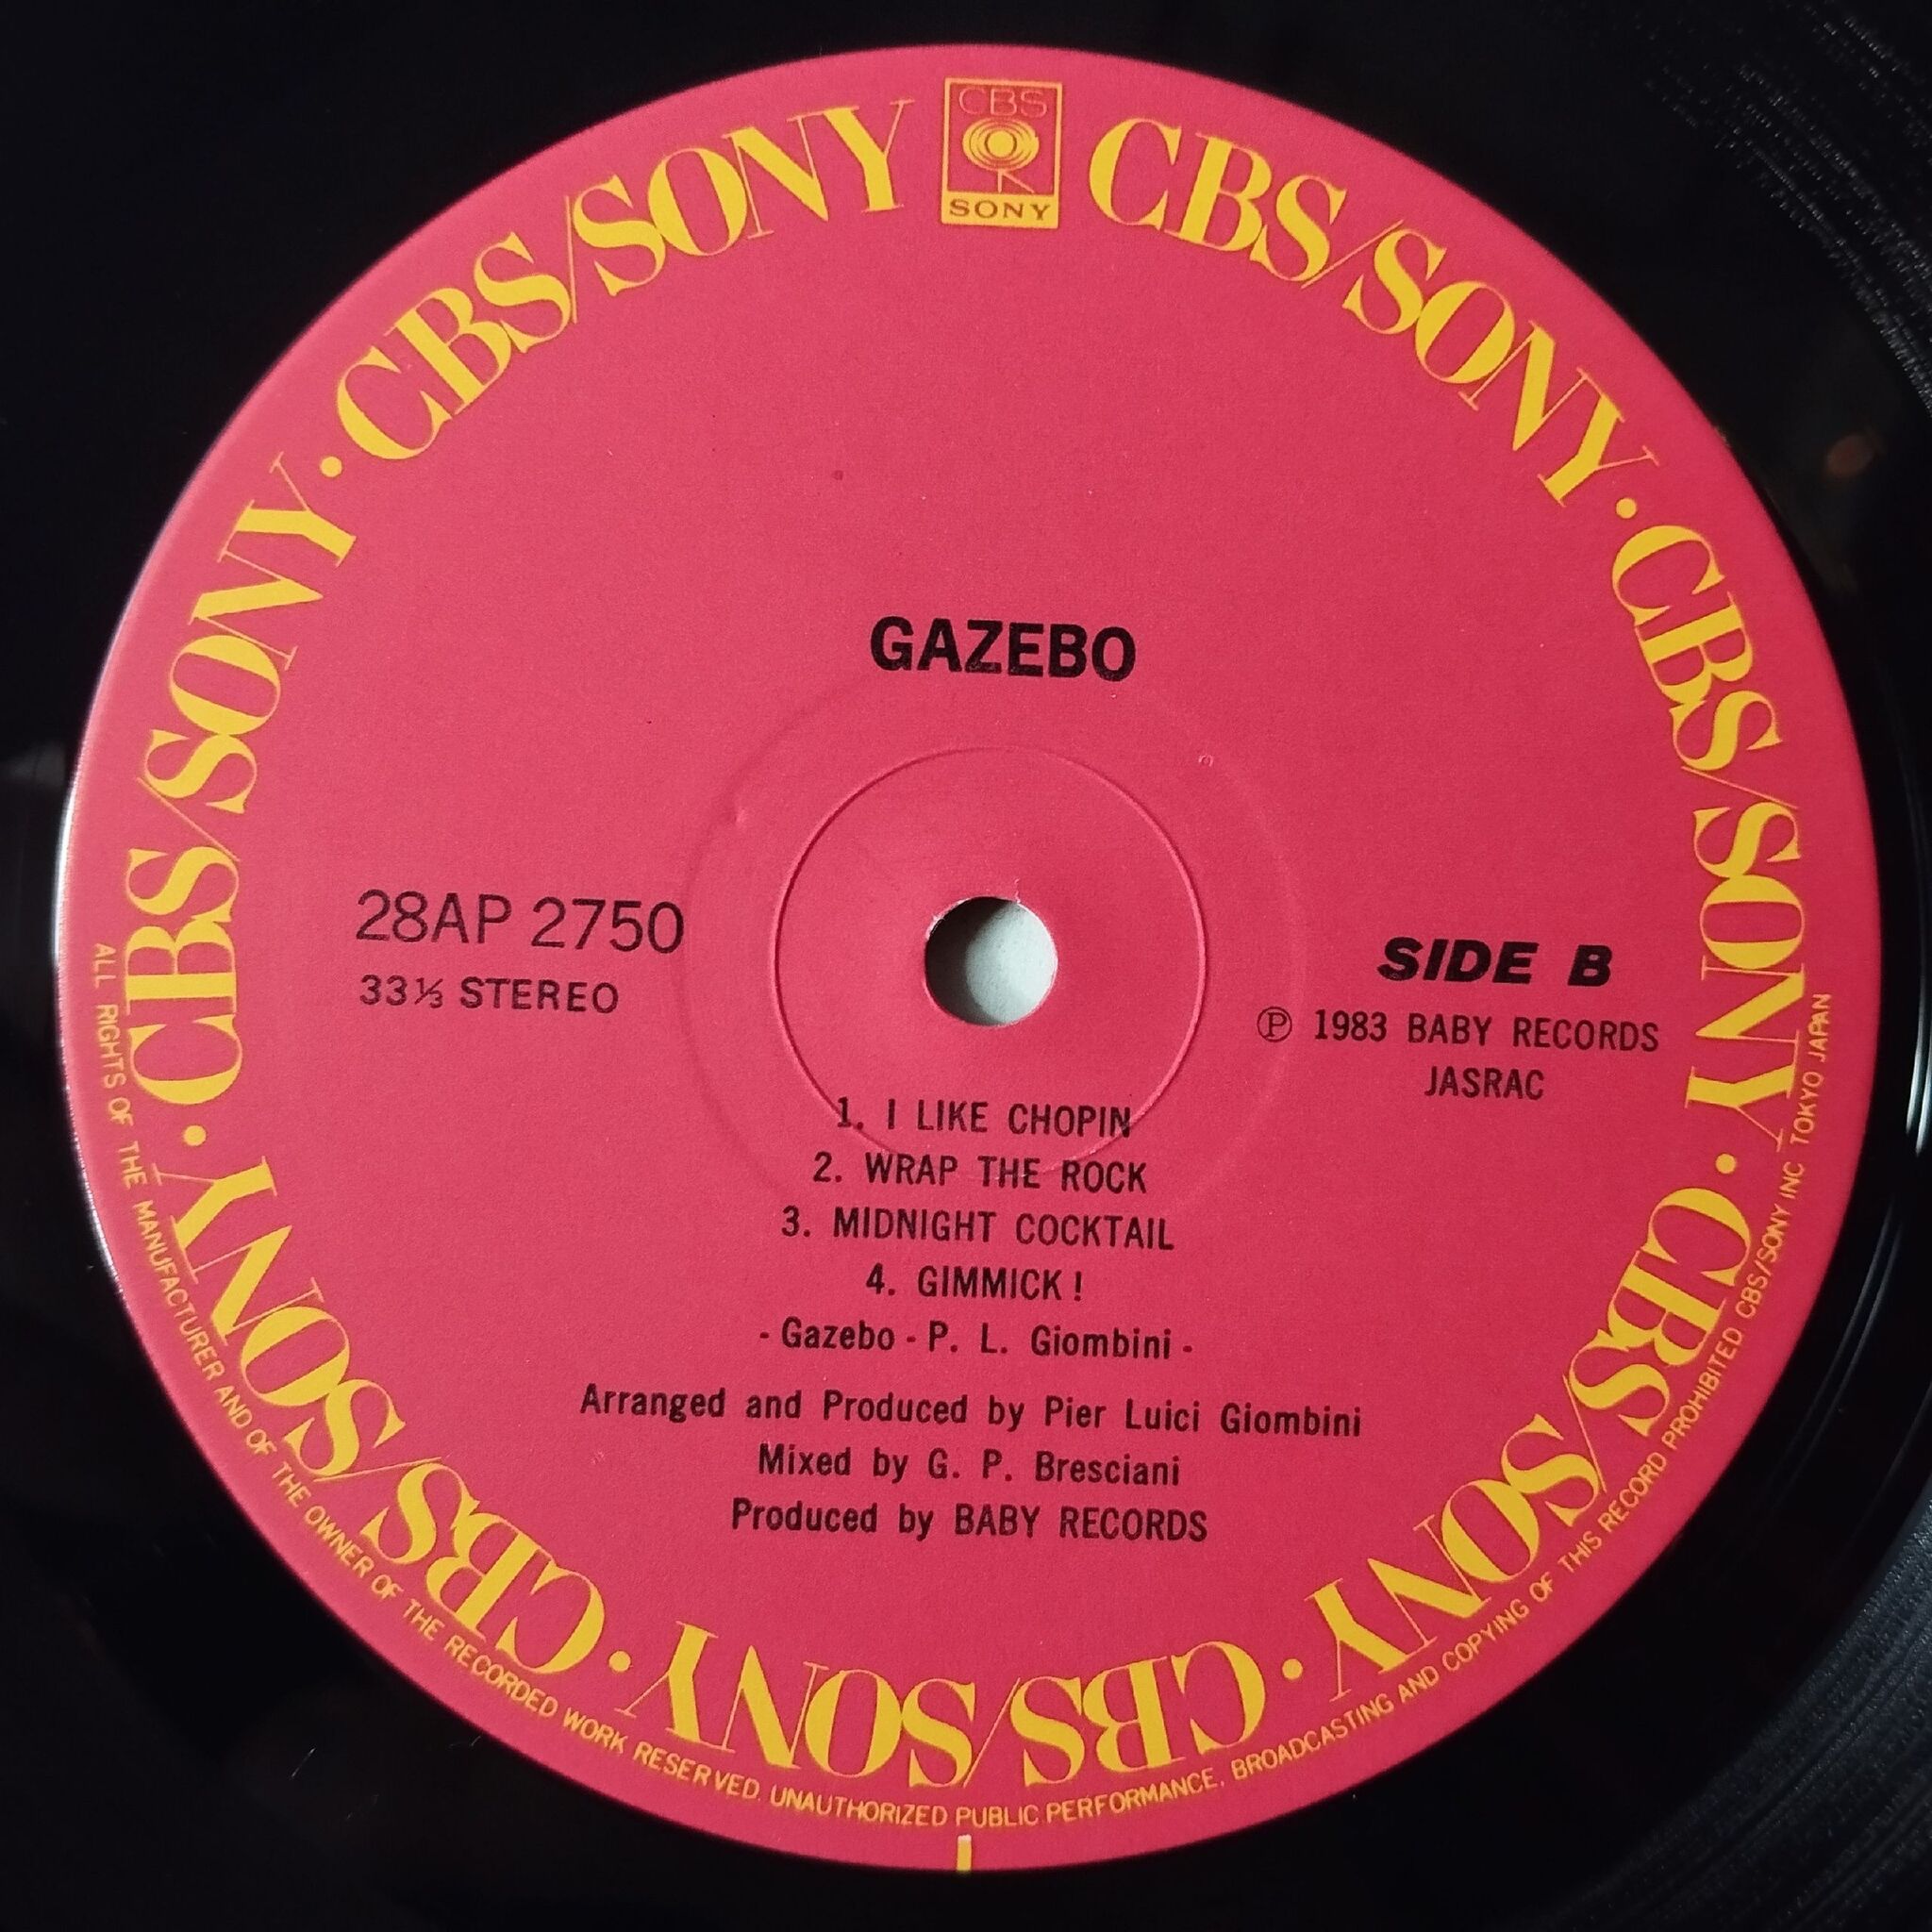 CBS
SONY
CBS/SONY · CBS/SONY · CBS/SONY · CBS/SONY · CBS/SONY · CBS/SONY · CBS/SONY
GAZEBO
28AP 2750
33⅓ STEREO
SIDE B
Ⓟ 1983 BABY RECORDS
JASRAC
1. I LIKE CHOPIN
2. WRAP THE ROCK
3. MIDNIGHT COCKTAIL
4. GIMMICK!
- Gazebo - P. L. Giombini -
Arranged and Produced by Pier Luici Giombini
Mixed by G. P. Bresciani
Produced by BABY RECORDS
ALL RIGHTS OF THE MANUFACTURER AND OF THE OWNER OF THE RECORDED WORK RESERVED. UNAUTHORIZED PUBLIC PERFORMANCE, BROADCASTING AND COPYING OF THIS RECORD PROHIBITED CBS/SONY INC TOKYO JAPAN